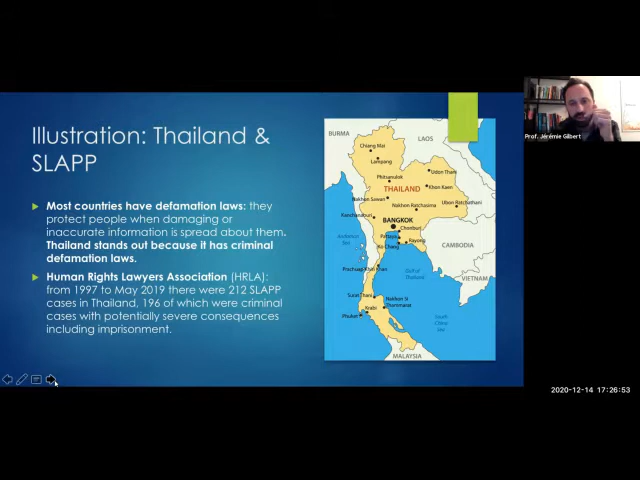 Illustration: Thailand &
SLAPP
Most countries have defamation laws: they
protect people when damaging or
inaccurate information is spread about them.
Thailand stands out because it has criminal
defamation laws.
Human Rights Lawyers Association (HRLA):
from 1997 to May 2019 there were 212 SLAPP
cases in Thailand, 196 of which were criminal
cases with potentially severe consequences
including imprisonment.
BURMA
LAOS
Chiang Mai
Lampang
Udon Thani
Phitsanulok
Khon Kaen
THAILAND
Nakhon Sawan
Ubon Ratchathani
Nakhon Ratchasima
Kanchanaburi
BANGKOK
Chonburi
Pattaya
Rayong
Ko Chang
CAMBODIA
Andaman
Sea
Prachuap Khiri Khan
Gulf of
Thailand
VIETNAM
Surat Thani
Nakhon Si
Thammarat
Krabi
Phuket
South
China
Sea
MALAYSIA
Prof. Jérémie Gilbert
2020-12-14 17:26:53